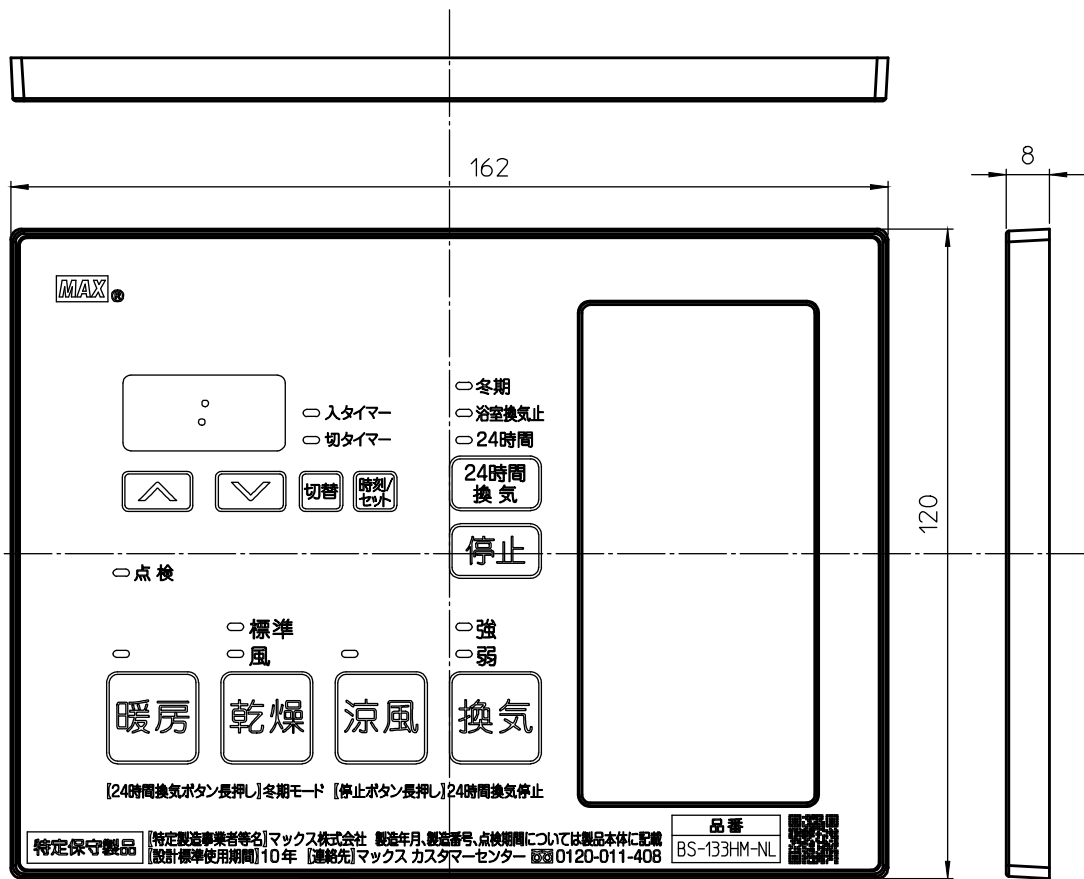 162
8
MAX®
冬期
入タイマー
浴室換気止
切タイマー
24時間
切替
時刻/
セット
24時間
換気
120
停止
点検
標準
強
風
弱
暖房
乾燥
涼風
換気
〖24時間換気ボタン長押し〗冬期モード 〖停止ボタン長押し〗24時間換気停止
特定保守製品
〖特定製造事業者等名〗マックス株式会社 製造年月、製造番号、点検期間については製品本体に記載
〖設計標準使用期間〗10年 〖連絡先〗マックス カスタマーセンター 0120-011-408
品番
BS-133HM-NL